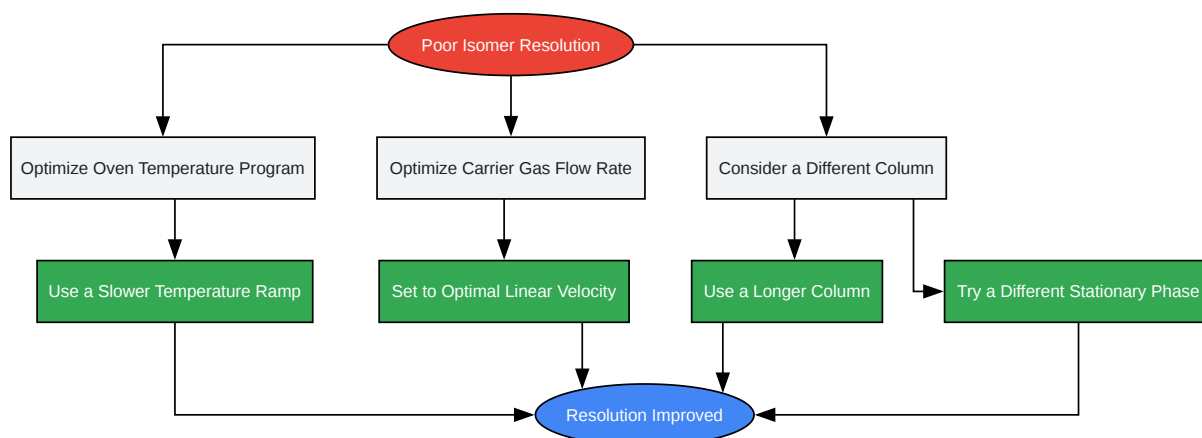 Poor Isomer Resolution
Optimize Oven Temperature Program
Optimize Carrier Gas Flow Rate
Consider a Different Column
Use a Slower Temperature Ramp
Set to Optimal Linear Velocity
Use a Longer Column
Try a Different Stationary Phase
Resolution Improved